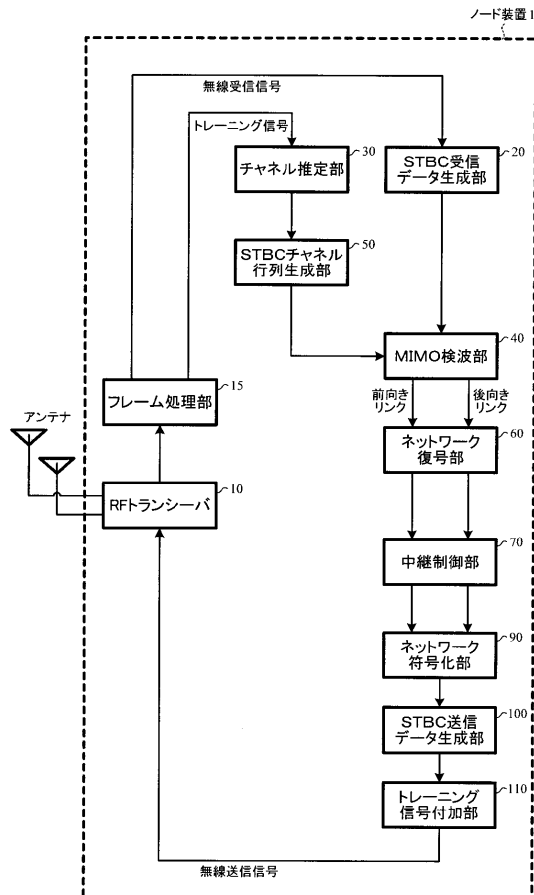 ノード装置1
無線受信信号
トレーニング信号
30
チャネル推定部
20
STBC受信
データ生成部
50
STBCチャネル
行列生成部
40
MIMO検波部
前向き
リンク
後向き
リンク
15
フレーム処理部
アンテナ
60
ネットワーク
復号部
10
RFトランシーバ
70
中継制御部
90
ネットワーク
符号化部
100
STBC送信
データ生成部
110
トレーニング
信号付加部
無線送信信号